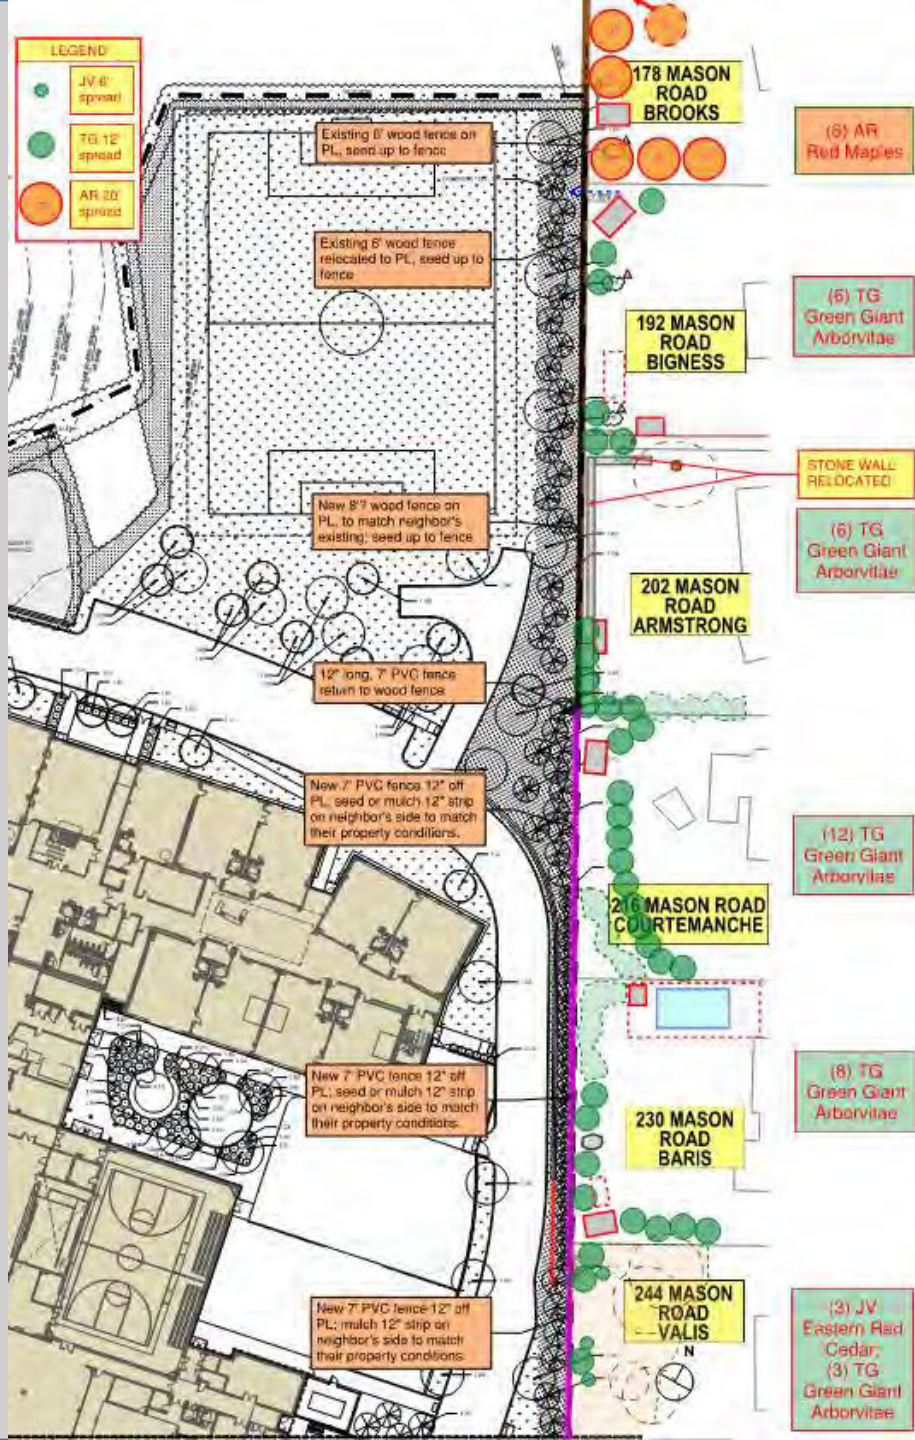 LEGEND
JV 6'
spread
TG 12'
spread
AR 20'
spread
178 MASON
ROAD
BROOKS
(6) AR
Red Maples
Existing 6' wood fence on
PL, seed up to fence
Existing 6' wood fence
relocated to PL, seed up to
fence
192 MASON
ROAD
BIGNESS
(6) TG
Green Giant
Arborvitae
STONE WALL
RELOCATED
New 8'? wood fence on
PL, to match neighbor's
existing; seed up to fence
(6) TG
Green Giant
Arborvitae
202 MASON
ROAD
ARMSTRONG
12" long, 7' PVC fence
return to wood fence
New 7' PVC fence 12" off
PL; seed or mulch 12" strip
on neighbor's side to match
their property conditions.
(12) TG
Green Giant
Arborvitae
216 MASON ROAD
COURTEMANCHE
New 7' PVC fence 12" off
PL; seed or mulch 12" strip
on neighbor's side to match
their property conditions.
(8) TG
Green Giant
Arborvitae
230 MASON
ROAD
BARIS
New 7' PVC fence 12" off
PL; mulch 12" strip on
neighbor's side to match
their property conditions.
244 MASON
ROAD
VALIS
N
(3) JV
Eastern Red
Cedar;
(3) TG
Green Giant
Arborvitae